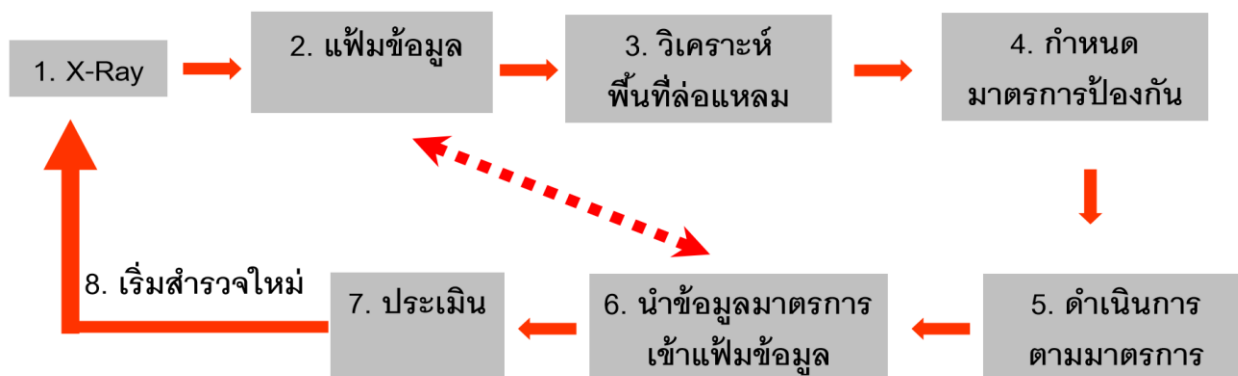 1. X-Ray
2. แฟ้มข้อมูล
3. วิเคราะห์
พื้นที่ล่อแหลม
4. กำหนด
มาตรการป้องกัน
5. ดำเนินการ
ตามมาตรการ
6. นำข้อมูลมาตรการ
เข้าแฟ้มข้อมูล
7. ประเมิน
8. เริ่มสำรวจใหม่